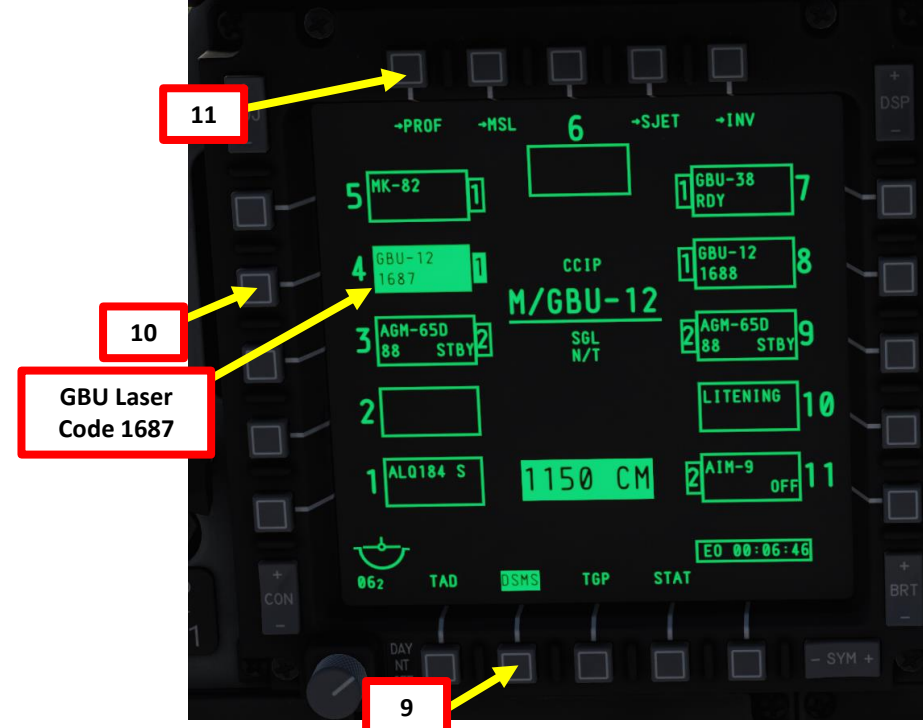 11
J
+
DSP
-
→PROF →MSL 6 →SJET →INV
5 MK-82 1
1 GBU-38 7
RDY
4 GBU-12 1
1687
CCIP
1 GBU-12 8
1688
M/GBU-12
10
3 AGM-65D 2
88 STBY
SGL
N/T
2 AGM-65D 9
88 STBY
GBU Laser
Code 1687
2
LITENING 10
1 ALQ184 S
1150 CM
2 AIM-9 11
OFF
EO 00:06:46
062 TAD DSMS TGP STAT
+
CON
-
+
BRT
-
1
DAY
NT
- SYM +
9